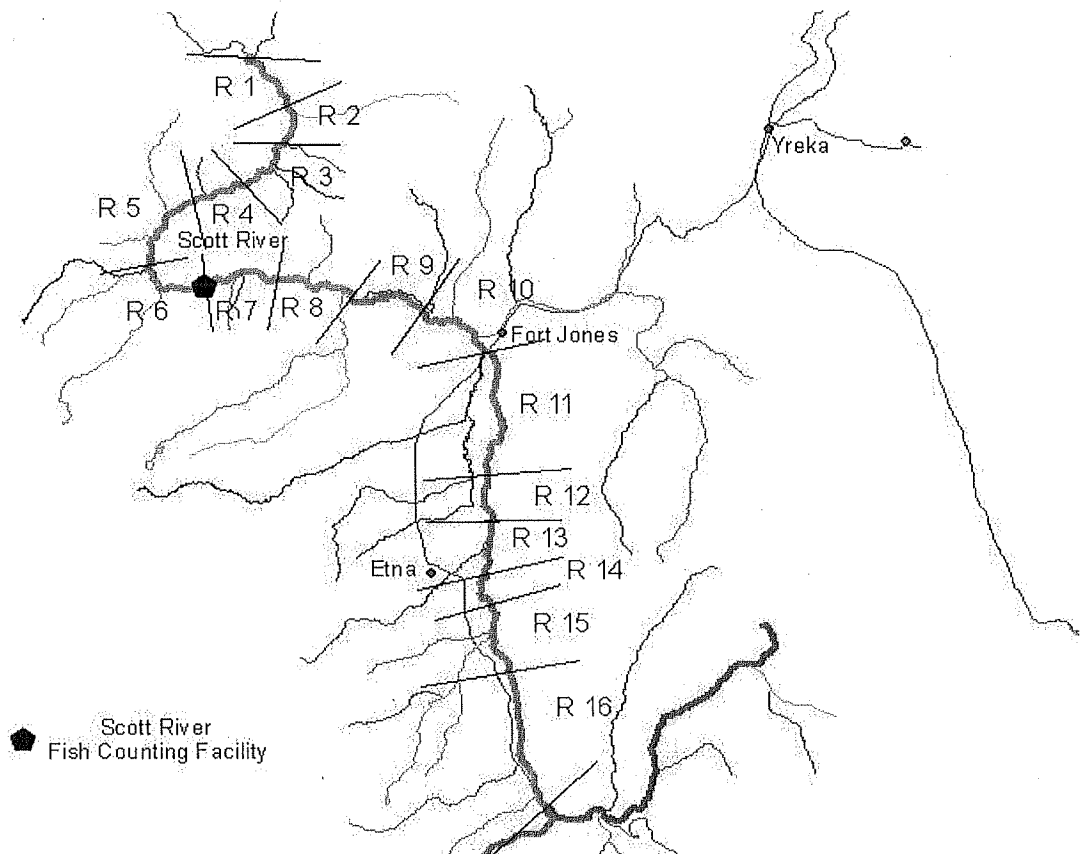 R 1
R 2
Yreka
R 3
R 5
R 4
Scott River
R 9
R 10
R 6
R 7
R 8
Fort Jones
R 11
R 12
R 13
Etna
R 14
R 15
R 16
Scott River
Fish Counting Facility